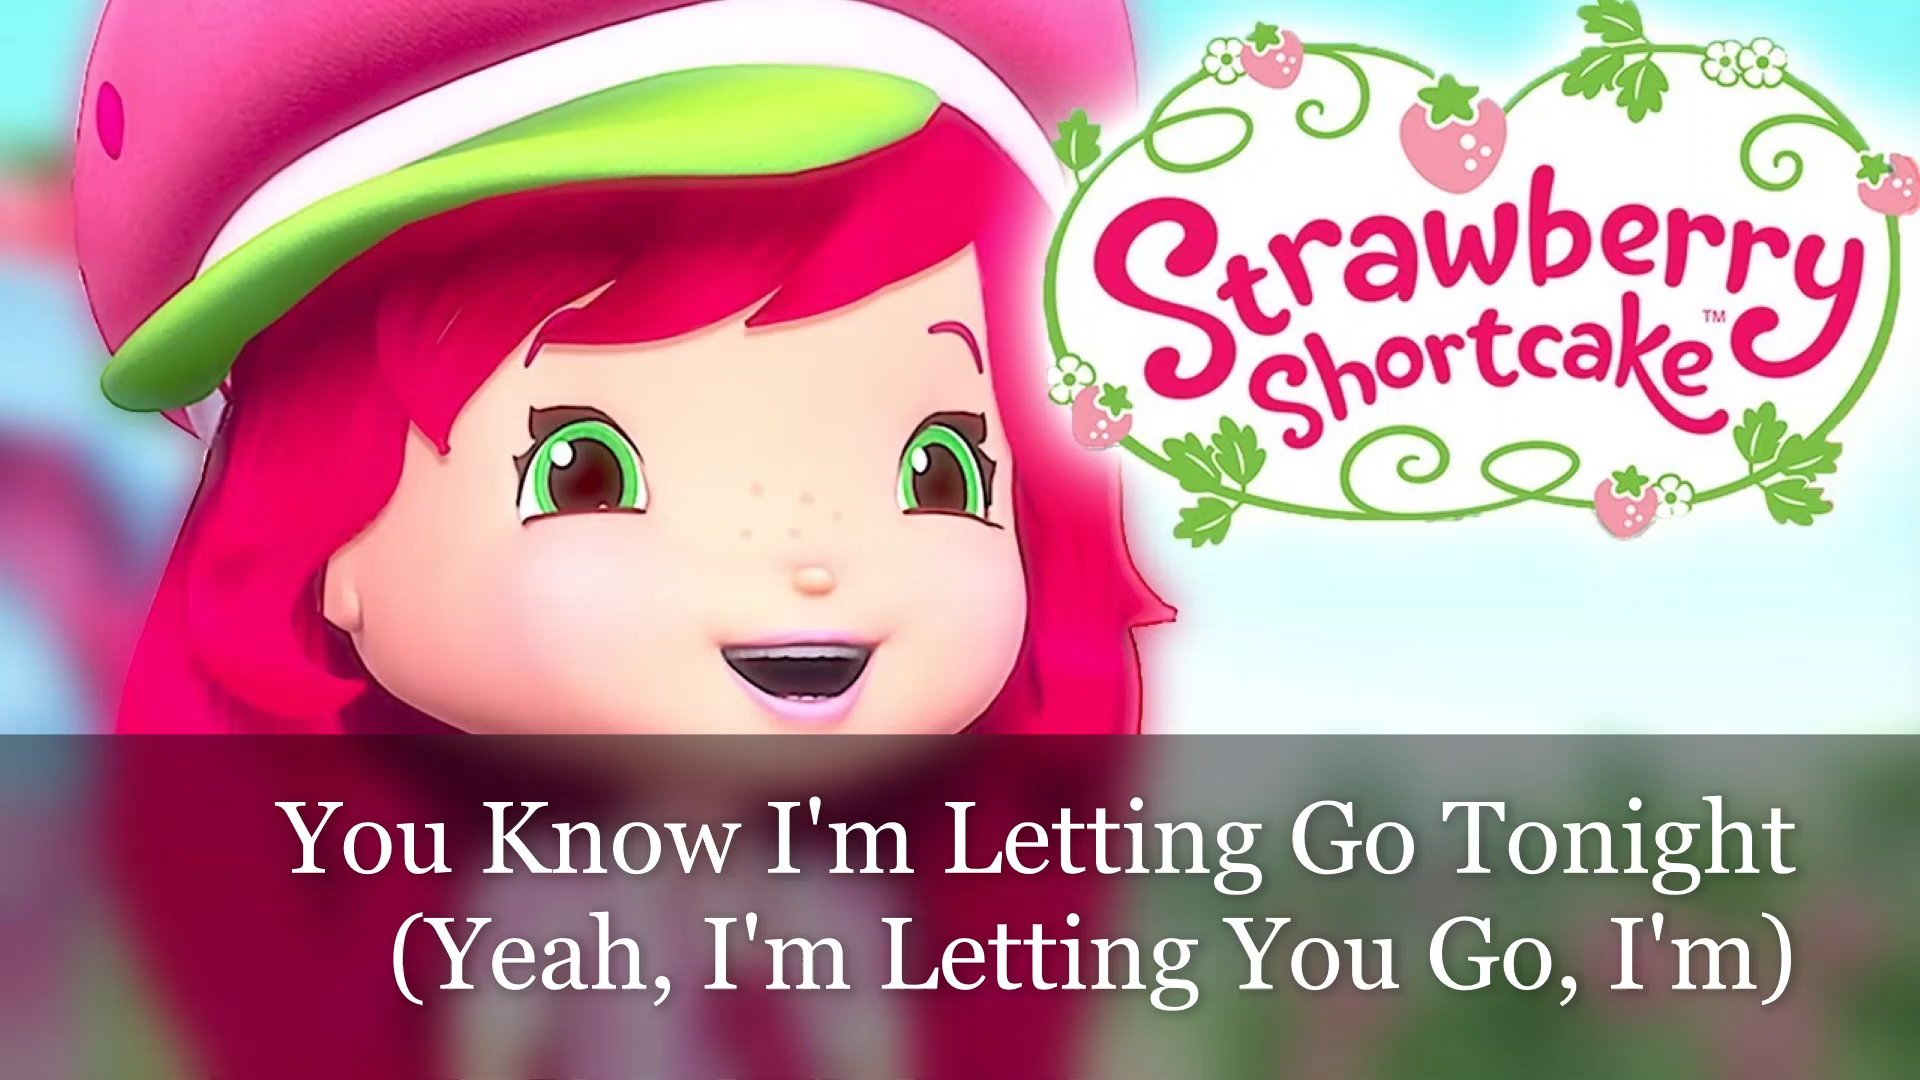 Strawberry
Shortcake™
You Know I'm Letting Go Tonight
(Yeah, I'm Letting You Go, I'm)